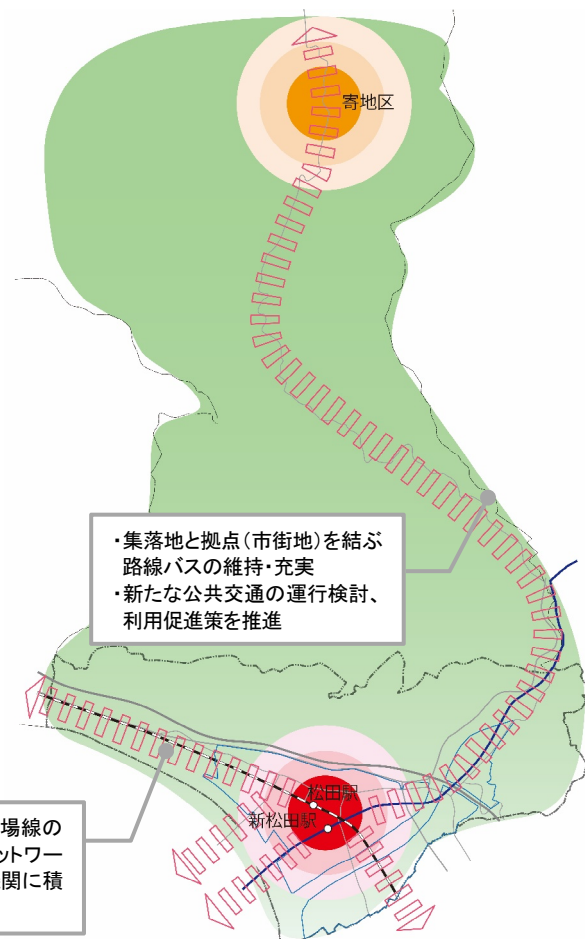 寄地区
・集落地と拠点(市街地)を結ぶ
路線バスの維持・充実
・新たな公共交通の運行検討、
利用促進策を推進
松田駅
新松田駅
場線の
ットワー
関に積